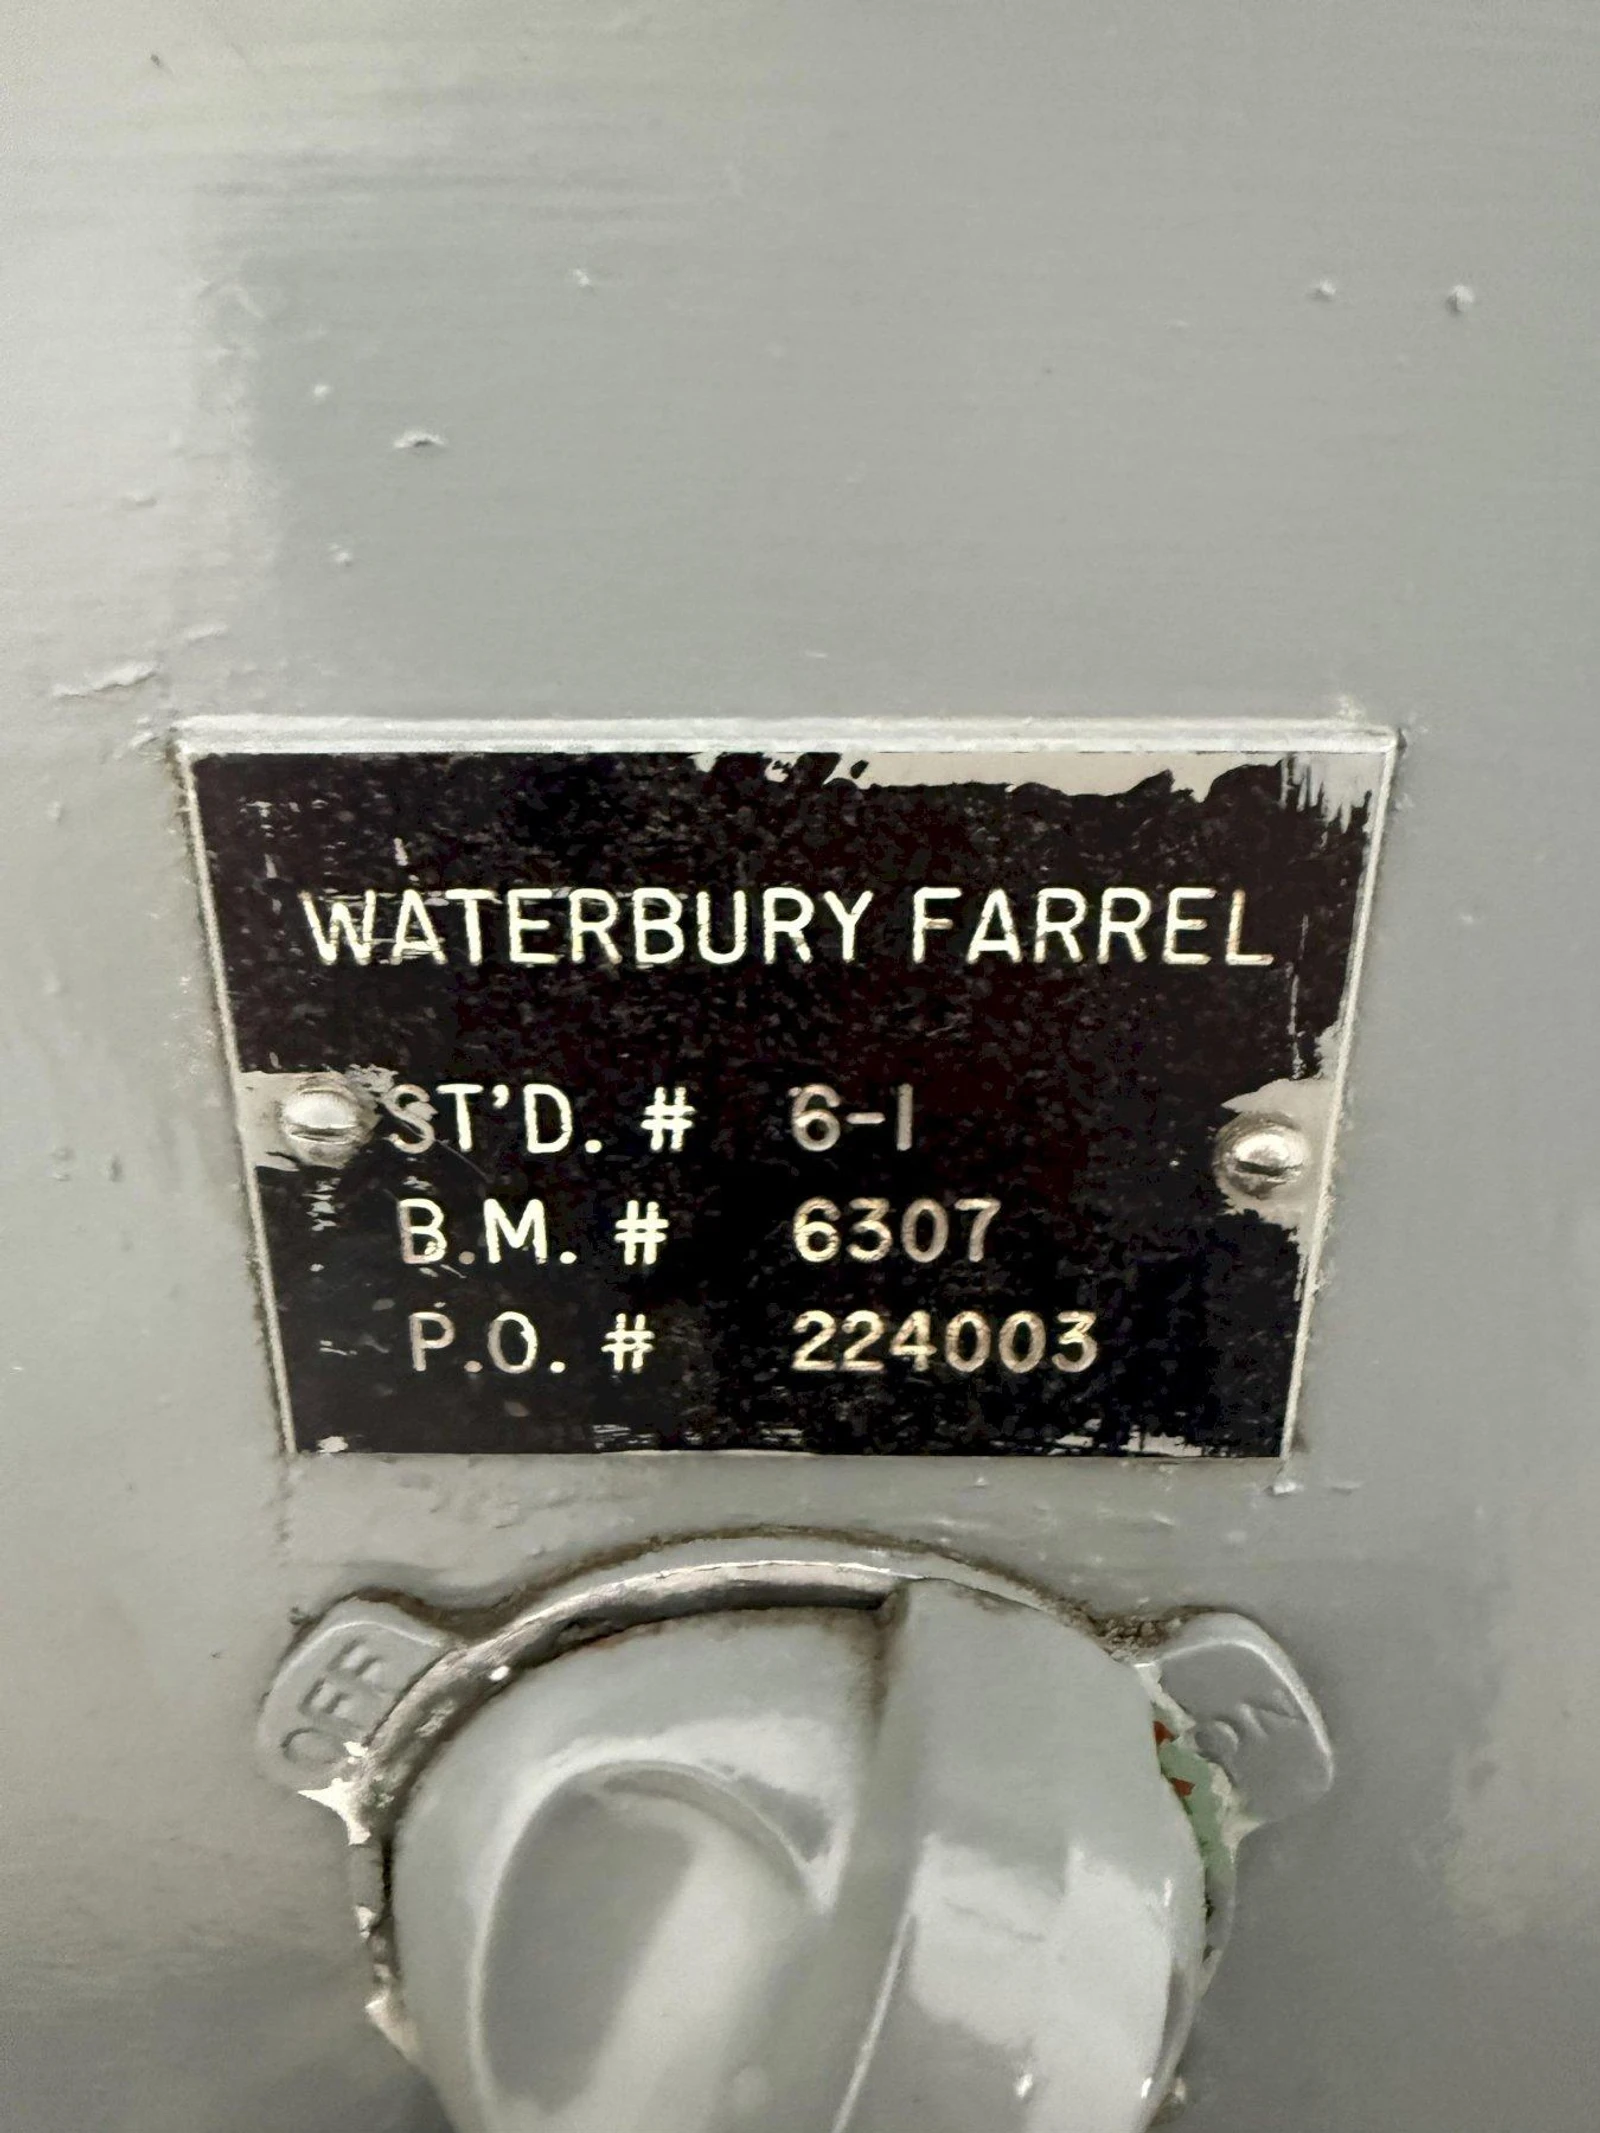 WATERBURY FARREL
ST'D. # 6-1
B.M. # 6307
P.O. # 224003
OFF
ON